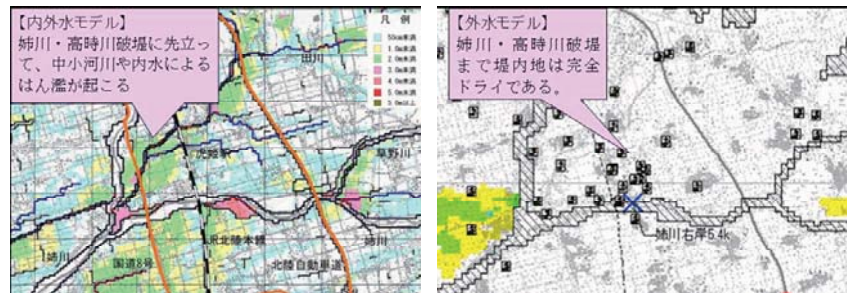 【内外水モデル】
姉川・高時川破堤に先立っ
て、中小河川や内水による
はん濫が起こる
凡 例
50cm未満
1.0m未満
2.0m未満
3.0m未満
4.0m未満
5.0m未満
5.0m以上
田川
虎姫駅
草野川
姉川
JR北陸本線
姉川
国道8号
北陸自動車道
【外水モデル】
姉川・高時川破堤
まで堤内地は完全
ドライである。
姉川右岸6.4k